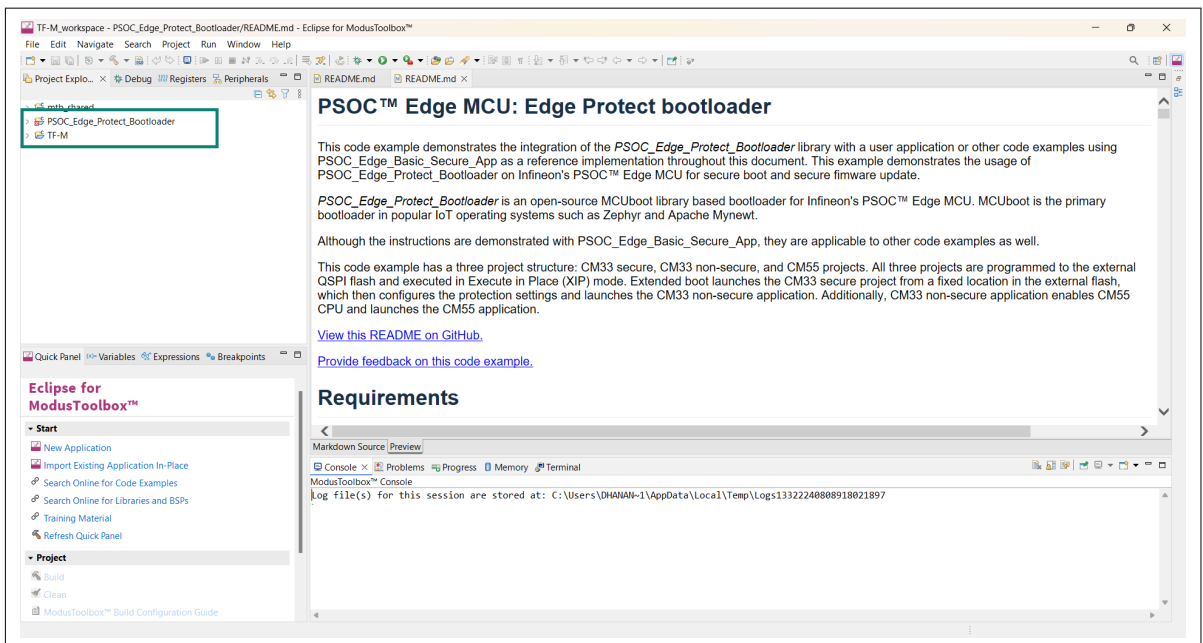 TF-M_workspace - PSOC_Edge_Protect_Bootloader/README.md - Eclipse for ModusToolbox™
File Edit Navigate Search Project Run Window Help
Project Explo... Debug Registers Peripherals
mtb_shared
PSOC_Edge_Protect_Bootloader
TF-M
README.md README.md
PSOC™ Edge MCU: Edge Protect bootloader
This code example demonstrates the integration of the PSOC_Edge_Protect_Bootloader library with a user application or other code examples using
PSOC_Edge_Basic_Secure_App as a reference implementation throughout this document. This example demonstrates the usage of
PSOC_Edge_Protect_Bootloader on Infineon's PSOC™ Edge MCU for secure boot and secure fimware update.
PSOC_Edge_Protect_Bootloader is an open-source MCUboot library based bootloader for Infineon's PSOC™ Edge MCU. MCUboot is the primary
bootloader in popular IoT operating systems such as Zephyr and Apache Mynewt.
Although the instructions are demonstrated with PSOC_Edge_Basic_Secure_App, they are applicable to other code examples as well.
This code example has a three project structure: CM33 secure, CM33 non-secure, and CM55 projects. All three projects are programmed to the external
QSPI flash and executed in Execute in Place (XIP) mode. Extended boot launches the CM33 secure project from a fixed location in the external flash,
which then configures the protection settings and launches the CM33 non-secure application. Additionally, CM33 non-secure application enables CM55
CPU and launches the CM55 application.
View this README on GitHub.
Provide feedback on this code example.
Requirements
Markdown Source Preview
Quick Panel Variables Expressions Breakpoints
Eclipse for
ModusToolbox™
Start
New Application
Import Existing Application In-Place
Search Online for Code Examples
Search Online for Libraries and BSPs
Training Material
Refresh Quick Panel
Project
Build
Clean
ModusToolbox™ Build Configuration Guide
Console Problems Progress Memory Terminal
ModusToolbox™ Console
Log file(s) for this session are stored at: C:\Users\DHANAN~1\AppData\Local\Temp\Logs13322240808918021897